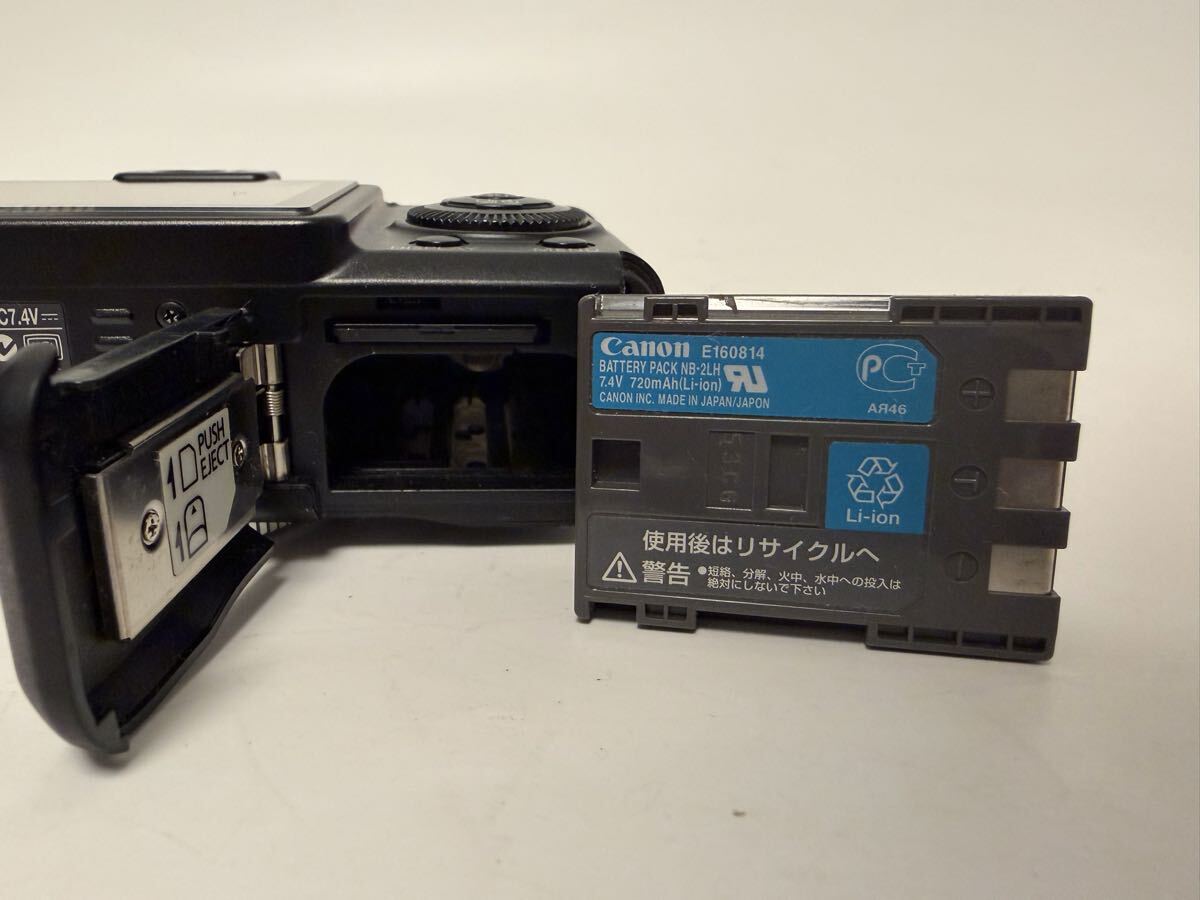 C7.4V
PUSH
EJECT
Canon E160814
BATTERY PACK NB-2LH
7.4V 720mAh(Li-ion)
CANON INC. MADE IN JAPAN/JAPON
PCT
АЯ46
+
T
−
Li-ion
使用後はリサイクルへ
警告 ●短絡、分解、火中、水中への投入は
絶対にしないで下さい